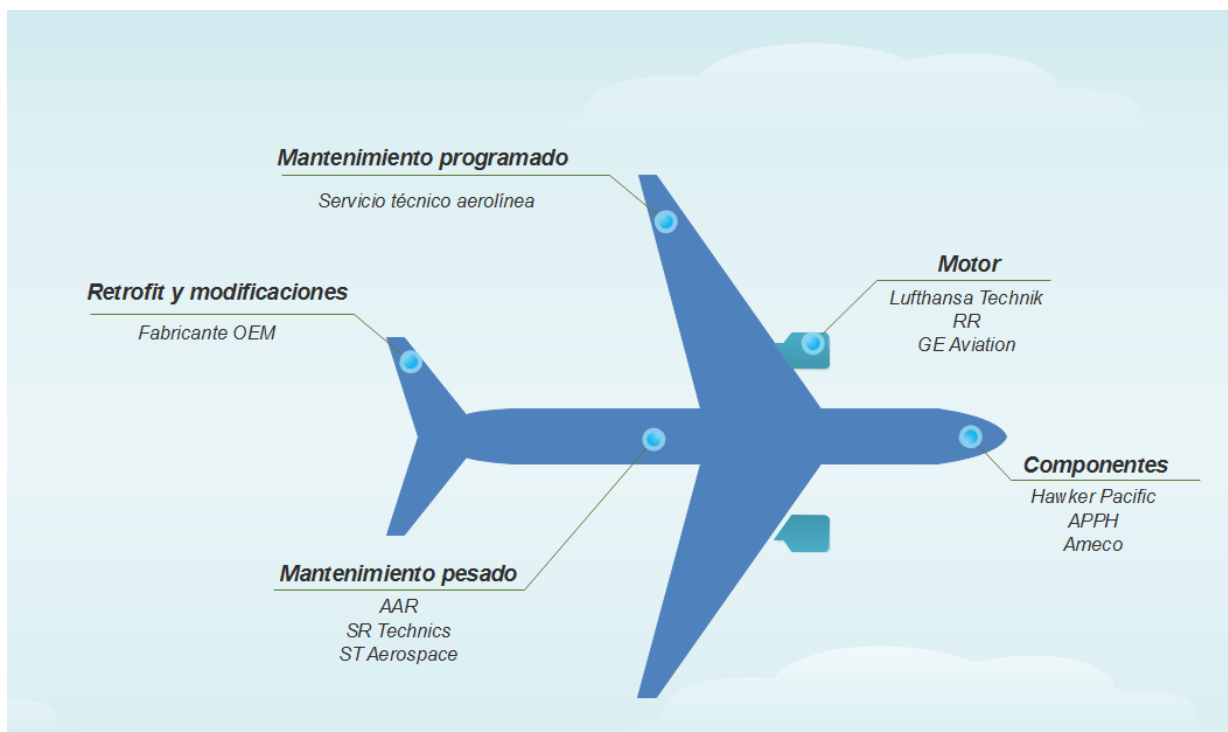 Mantenimiento programado
Servicio técnico aerolínea
Motor
Lufthansa Technik
RR
GE Aviation
Retrofit y modificaciones
Fabricante OEM
Componentes
Hawker Pacific
APPH
Ameco
Mantenimiento pesado
AAR
SR Technics
ST Aerospace